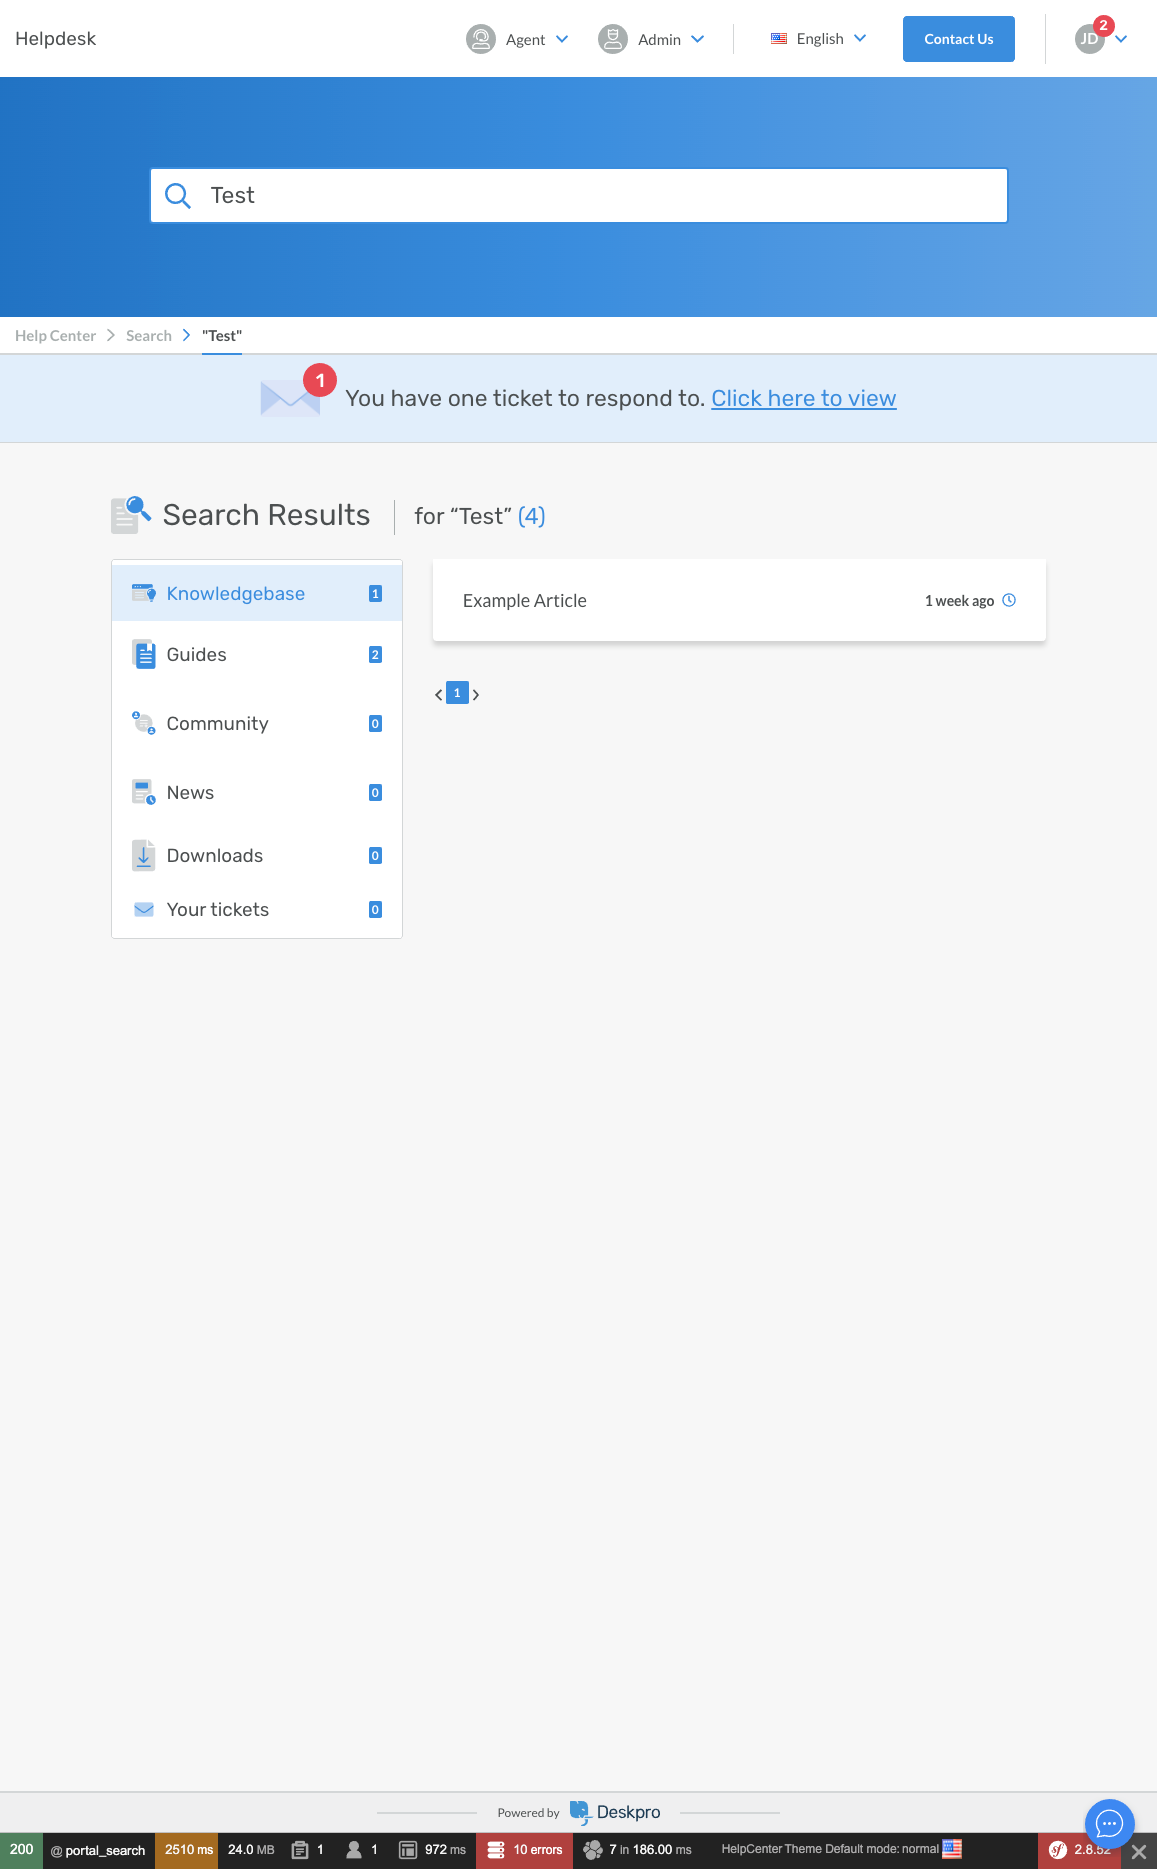 Helpdesk Agent Admin English Contact Us JD 2
Test
Help Center Search "Test"
1 You have one ticket to respond to. Click here to view
Search Results for “Test” (4)
Knowledgebase 1
Guides 2
Community 0
News 0
Downloads 0
Your tickets 0
Example Article 1 week ago
1
Powered by Deskpro
200 @ portal_search 2510 ms 24.0 MB 1 1 972 ms 10 errors 7 in 186.00 ms HelpCenter Theme Default mode: normal sf 2.8.52